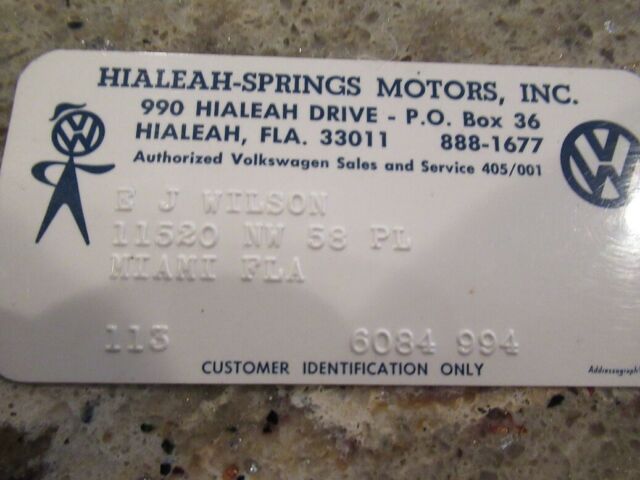 HIALEAH-SPRINGS MOTORS, INC.
990 HIALEAH DRIVE - P.O. Box 36
HIALEAH, FLA. 33011 888-1677
Authorized Volkswagen Sales and Service 405/001
E J WILSON
11520 NW 58 PL
MIAMI FLA
113 6084 994
CUSTOMER IDENTIFICATION ONLY
Addressograph